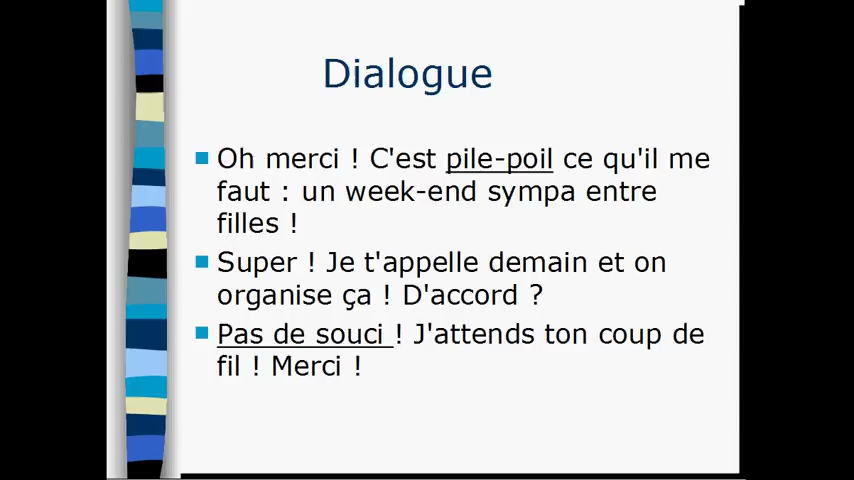 Dialogue
Oh merci ! C'est pile-poil ce qu'il me
faut : un week-end sympa entre
filles !
Super ! Je t'appelle demain et on
organise ça ! D'accord ?
Pas de souci ! J'attends ton coup de
fil ! Merci !